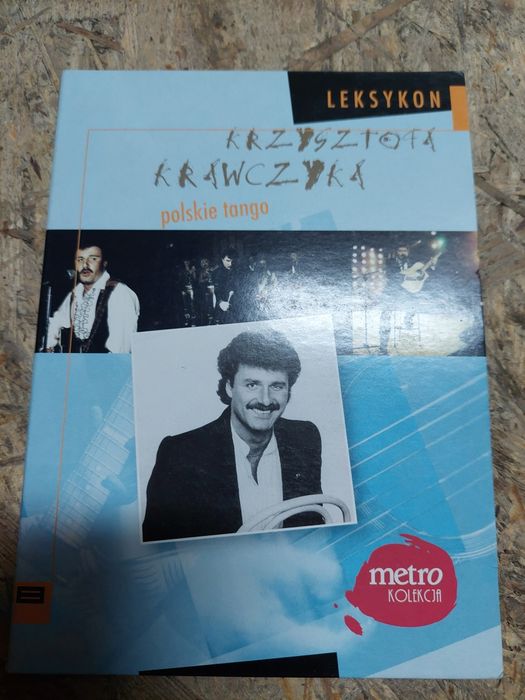 LEKSYKON
KRZYSZTOFA
KRAWCZYKA
polskie tango
metro
KOLEKCJA